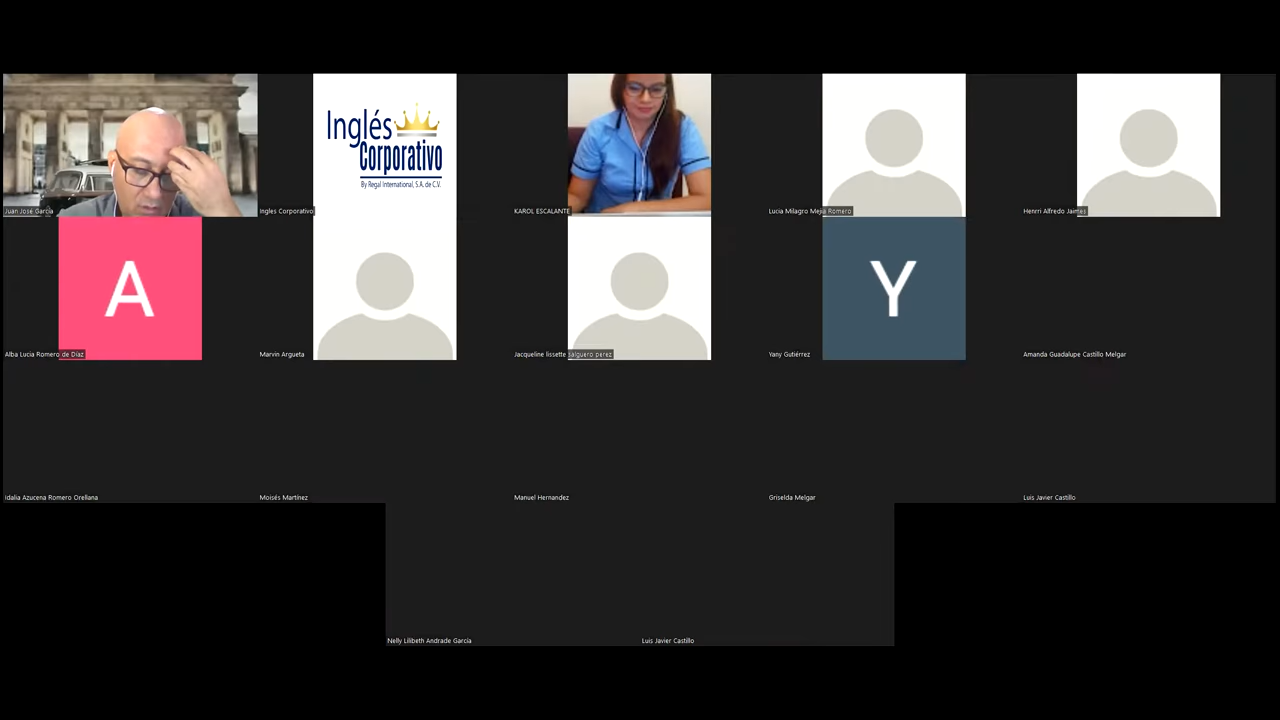 Inglés
Corporativo
By Regal International, S.A. de C.V.
Juan José García
Ingles Corporativo
KAROL ESCALANTE
Lucia Milagro Mejia Romero
Henrri Alfredo Jaimes
A
Y
Alba Lucia Romero de Diaz
Marvin Argueta
Jacqueline lissette salguero perez
Yany Gutiérrez
Amanda Guadalupe Castillo Melgar
Idalia Azucena Romero Orellana
Moisés Martínez
Manuel Hernandez
Griselda Melgar
Luis Javier Castillo
Nelly Lilibeth Andrade García
Luis Javier Castillo